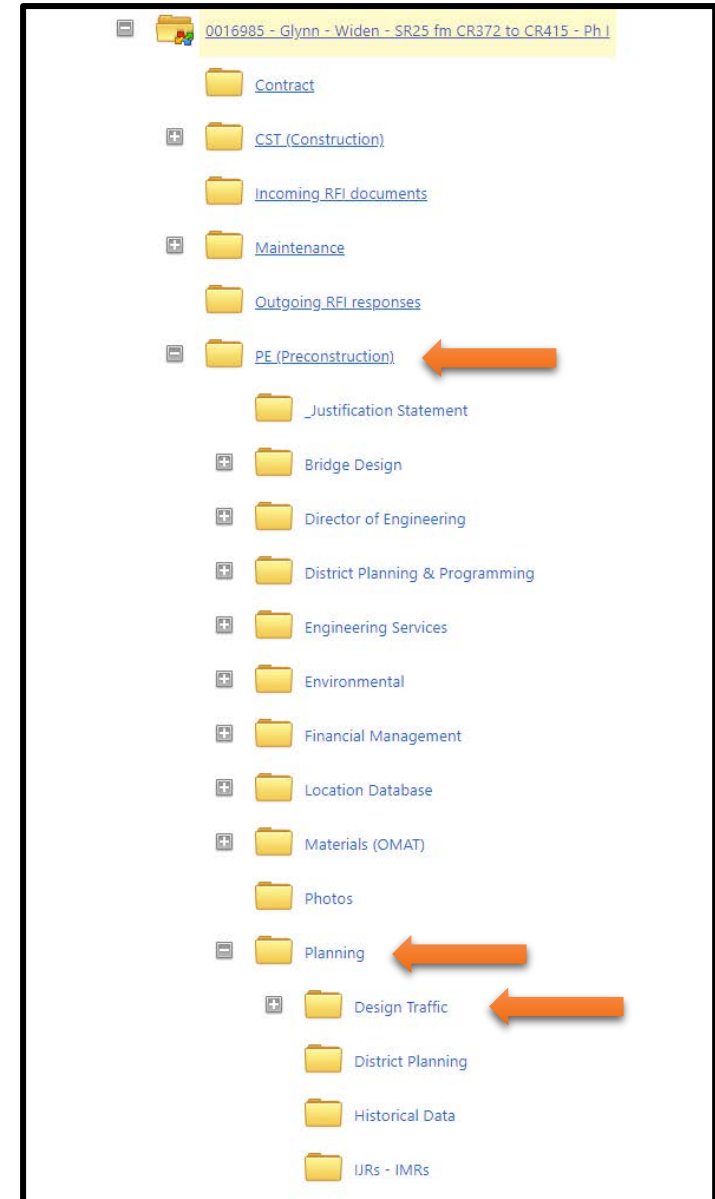 0016985 - Glynn - Widen - SR25 fm CR372 to CR415 - Ph I
Contract
CST (Construction)
Incoming RFI documents
Maintenance
Outgoing RFI responses
PE (Preconstruction)
_Justification Statement
Bridge Design
Director of Engineering
District Planning & Programming
Engineering Services
Environmental
Financial Management
Location Database
Materials (OMAT)
Photos
Planning
Design Traffic
District Planning
Historical Data
IJRs - IMRs